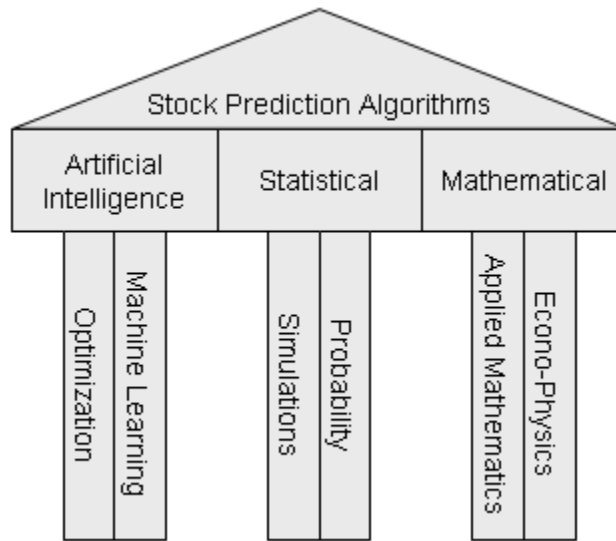 Stock Prediction Algorithms
Artificial
Intelligence
Statistical
Mathematical
Optimization
Machine Learning
Simulations
Probability
Applied Mathematics
Econo-Physics